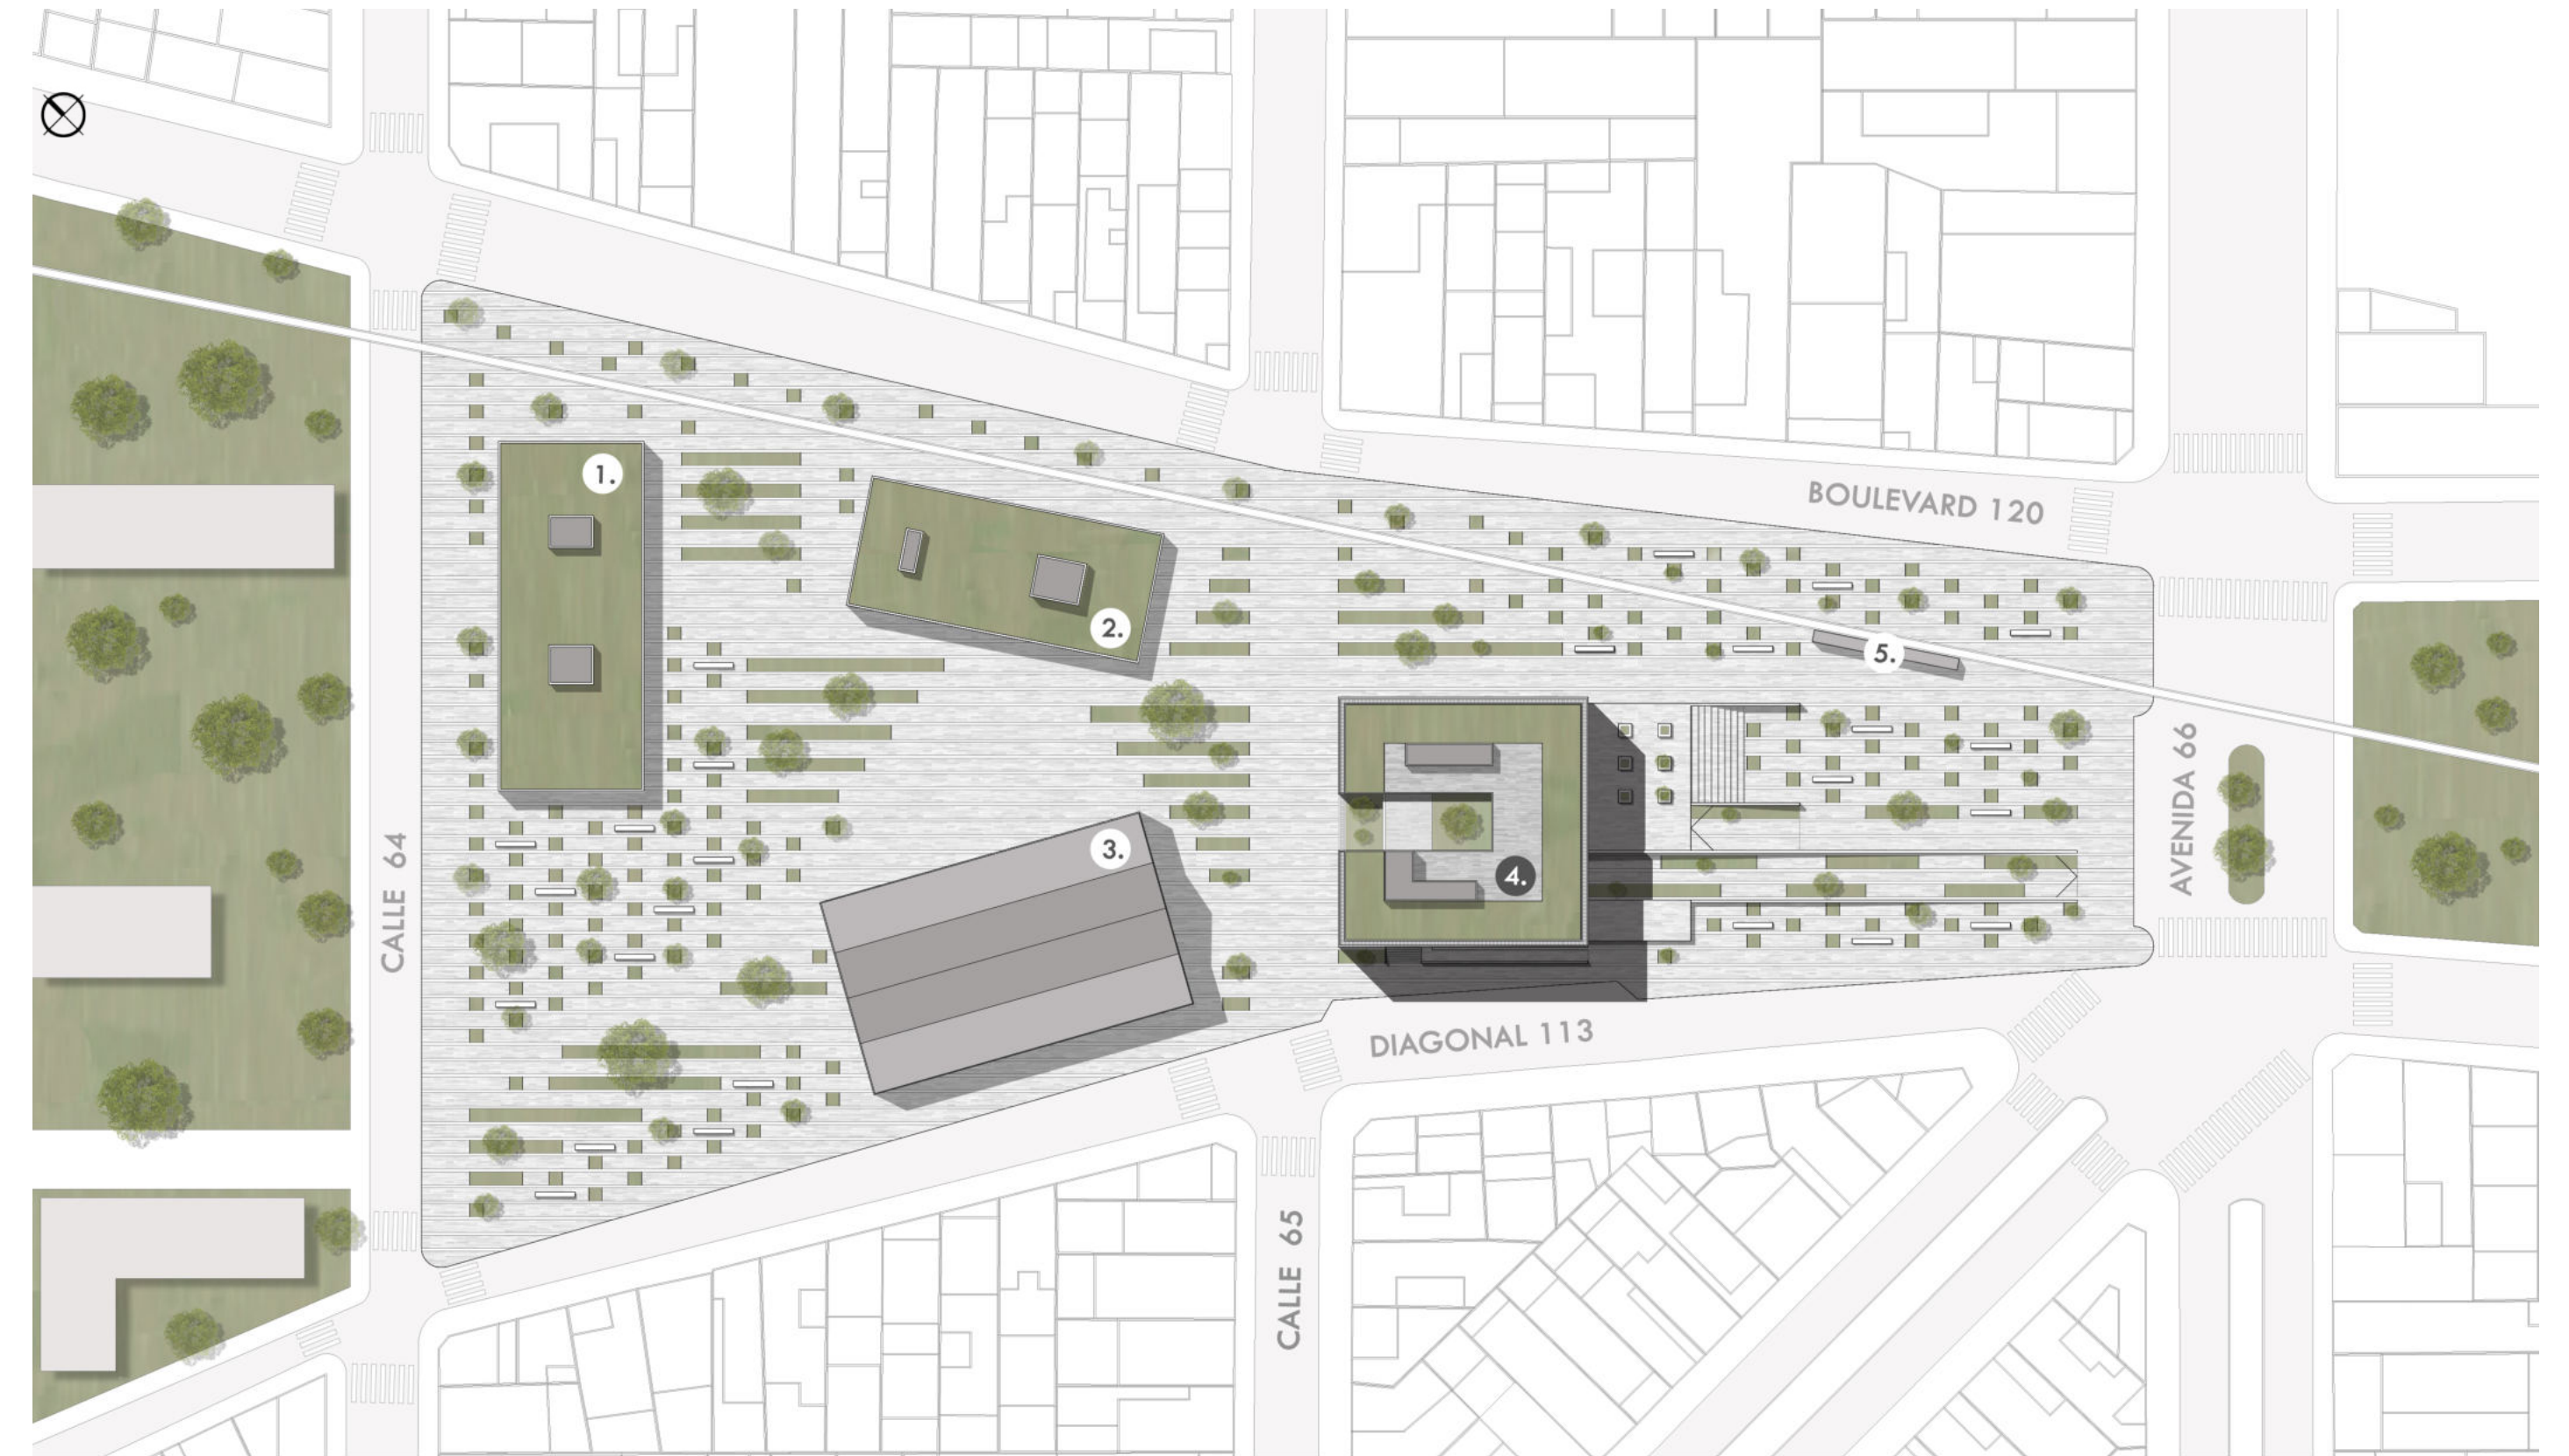 1.
2.
3.
4.
5.
BOULEVARD 120
AVENIDA 66
CALLE 64
DIAGONAL 113
CALLE 65